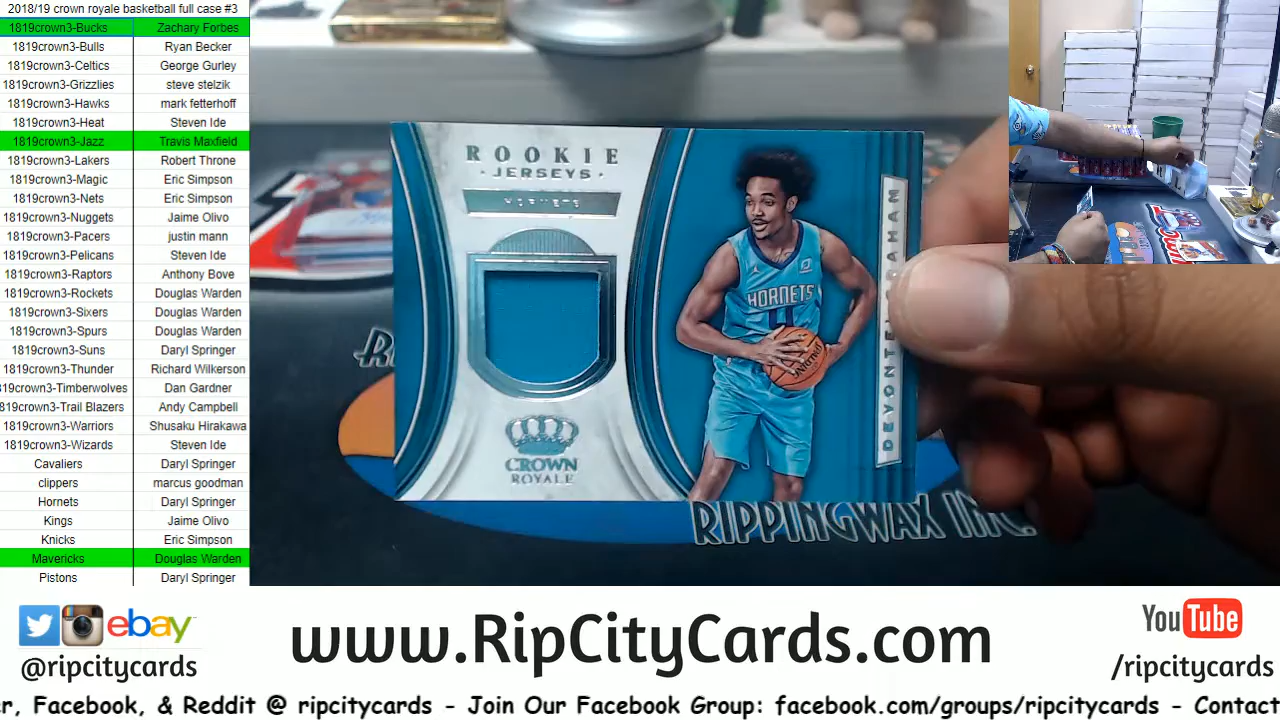 2018/19 crown royale basketball full case #3
1819crown3-Bucks Zachary Forbes
1819crown3-Bulls Ryan Becker
1819crown3-Celtics George Gurley
1819crown3-Grizzlies steve stelzik
1819crown3-Hawks mark fetterhoff
1819crown3-Heat Steven Ide
1819crown3-Jazz Travis Maxfield
1819crown3-Lakers Robert Throne
1819crown3-Magic Eric Simpson
1819crown3-Nets Eric Simpson
1819crown3-Nuggets Jaime Olivo
1819crown3-Pacers justin mann
1819crown3-Pelicans Steven Ide
1819crown3-Raptors Anthony Bove
1819crown3-Rockets Douglas Warden
1819crown3-Sixers Douglas Warden
1819crown3-Spurs Douglas Warden
1819crown3-Suns Daryl Springer
1819crown3-Thunder Richard Wilkerson
819crown3-Timberwolves Dan Gardner
819crown3-Trail Blazers Andy Campbell
1819crown3-Warriors Shusaku Hirakawa
1819crown3-Wizards Steven Ide
Cavaliers Daryl Springer
clippers marcus goodman
Hornets Daryl Springer
Kings Jaime Olivo
Knicks Eric Simpson
Mavericks Douglas Warden
Pistons Daryl Springer
ROOKIE
·JERSEYS·
HORNETS
CROWN
ROYALE
HORNETS
DEVONTE
RIPPINGWAX INC.
ebay
@ripcitycards
www.RipCityCards.com
YouTube
/ripcitycards
er, Facebook, & Reddit @ ripcitycards - Join Our Facebook Group: facebook.com/groups/ripcitycards - Contact